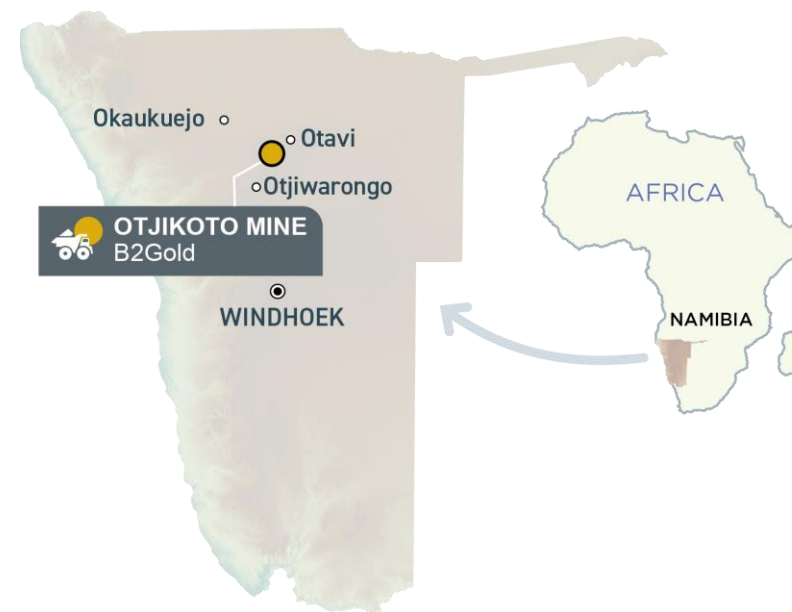 Okaukuejo
Otavi
Otjiwarongo
OTJIKOTO MINE
B2Gold
WINDHOEK
AFRICA
NAMIBIA